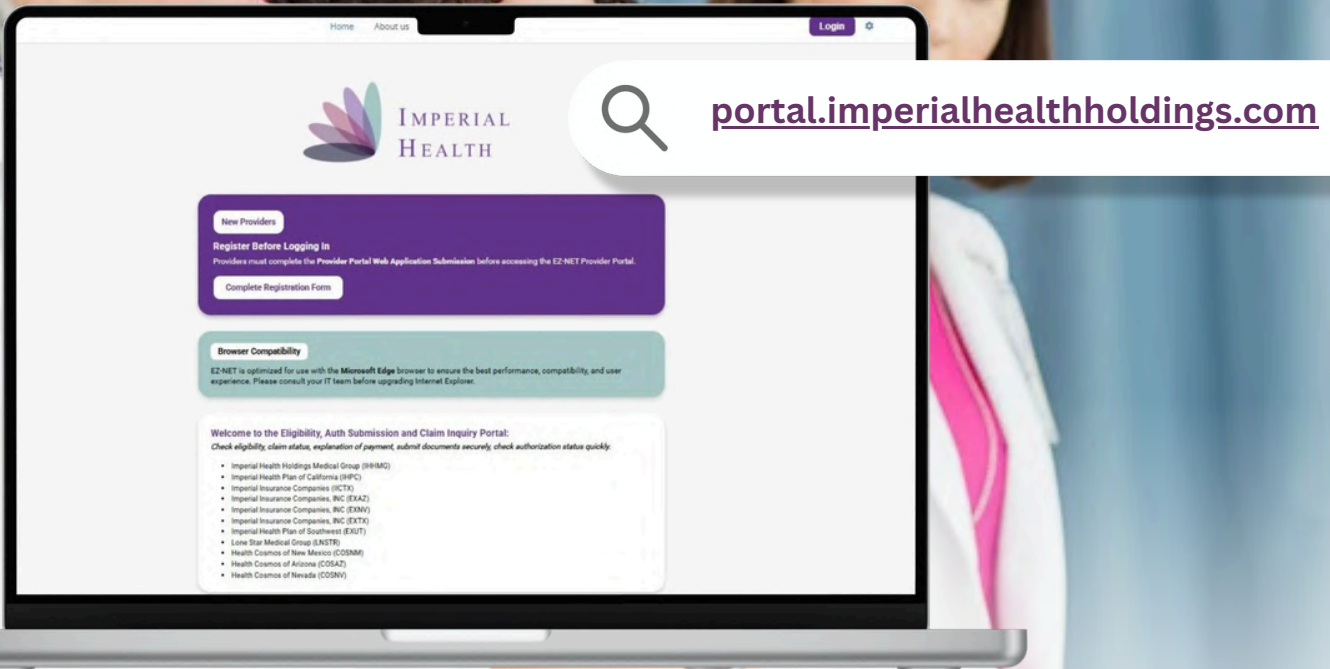 Home About us
Login
portal.imperialhealthholdings.com
IMPERIAL
HEALTH
New Providers
Register Before Logging In
Providers must complete the Provider Portal Web Application Submission before accessing the EZ-NET Provider Portal.
Complete Registration Form
Browser Compatibility
EZ-NET is optimized for use with the Microsoft Edge browser to ensure the best performance, compatibility, and user
experience. Please consult your IT team before upgrading Internet Explorer.
Welcome to the Eligibility, Auth Submission and Claim Inquiry Portal:
Check eligibility, claim status, explanation of payment, submit documents securely, check authorization status quickly.
• Imperial Health Holdings Medical Group (IHHMG)
• Imperial Health Plan of California (IHPC)
• Imperial Insurance Companies (IICTX)
• Imperial Insurance Companies, INC (EXAZ)
• Imperial Insurance Companies, INC (EXNV)
• Imperial Insurance Companies, INC (EXTX)
• Imperial Health Plan of Southwest (EXUT)
• Lone Star Medical Group (LNSTR)
• Health Cosmos of New Mexico (COSNM)
• Health Cosmos of Arizona (COSAZ)
• Health Cosmos of Nevada (COSNV)